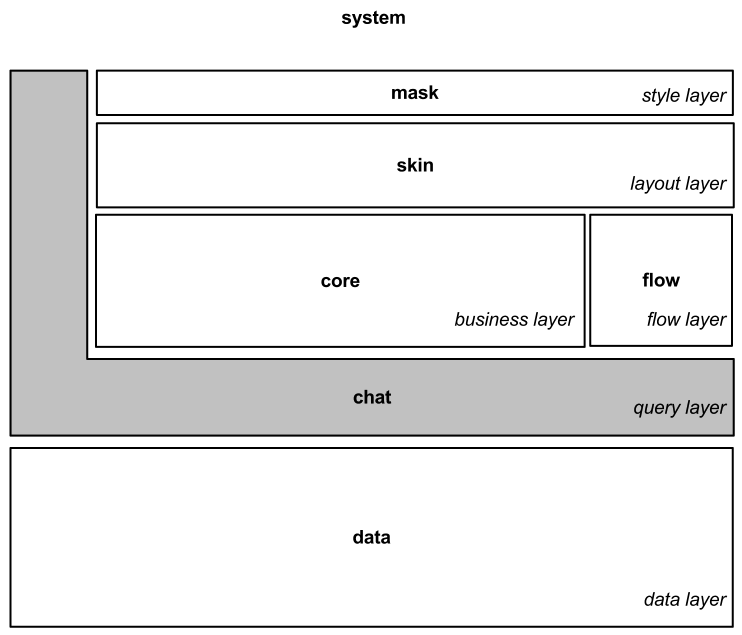 system
mask
style layer
skin
layout layer
core
business layer
flow
flow layer
chat
query layer
data
data layer